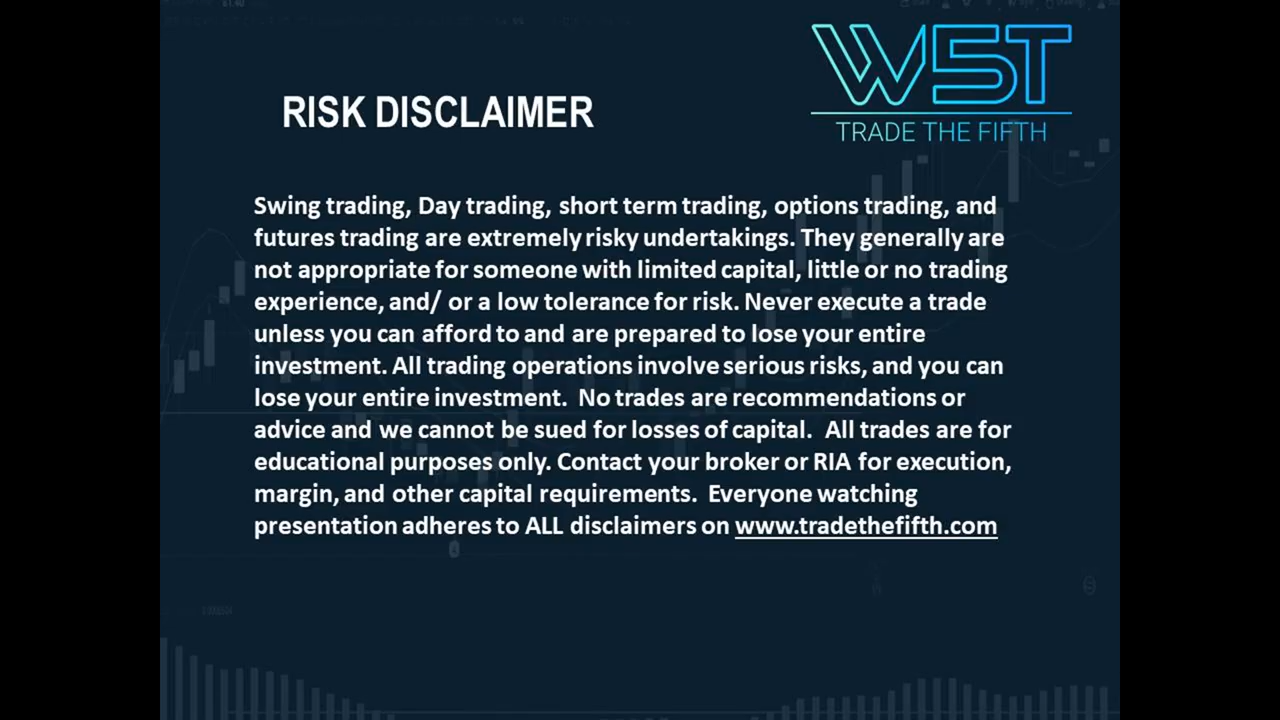 W5T
TRADE THE FIFTH
RISK DISCLAIMER
Swing trading, Day trading, short term trading, options trading, and
futures trading are extremely risky undertakings. They generally are
not appropriate for someone with limited capital, little or no trading
experience, and/ or a low tolerance for risk. Never execute a trade
unless you can afford to and are prepared to lose your entire
investment. All trading operations involve serious risks, and you can
lose your entire investment.  No trades are recommendations or
advice and we cannot be sued for losses of capital.  All trades are for
educational purposes only. Contact your broker or RIA for execution,
margin, and other capital requirements.  Everyone watching
presentation adheres to ALL disclaimers on www.tradethefifth.com